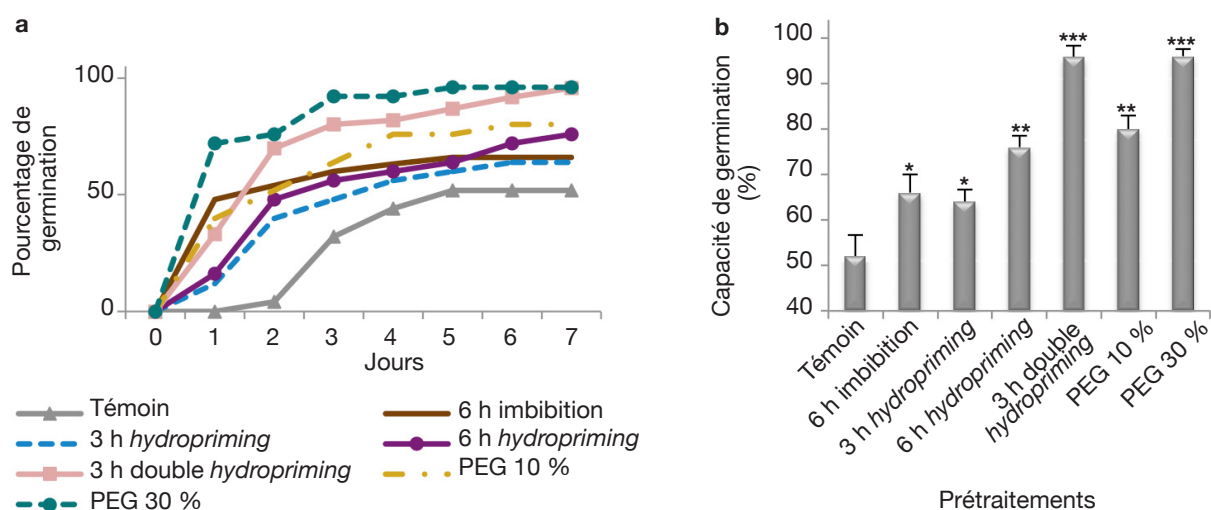 a
Pourcentage de
germination
100
50
0
0 1 2 3 4 5 6 7
Jours
Témoin
3 h hydropriming
3 h double hydropriming
PEG 30 %
6 h imbibition
6 h hydropriming
PEG 10 %
b
Capacité de germination
(%)
100
90
80
70
60
50
40
* * ** *** ** ***
Témoin
6 h imbibition
3 h hydropriming
6 h hydropriming
3 h double
hydropriming
PEG 10 %
PEG 30 %
Prétraitements